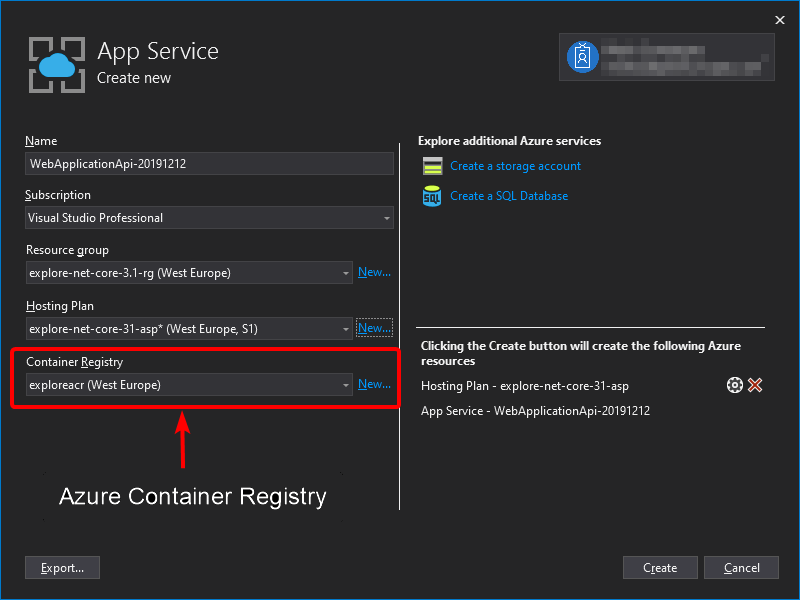 App Service
Create new
Name
WebApplicationApi-20191212
Subscription
Visual Studio Professional
Resource group
explore-net-core-3.1-rg (West Europe)
New...
Hosting Plan
explore-net-core-31-asp* (West Europe, S1)
New...
Container Registry
exploreacr (West Europe)
New...
Azure Container Registry
Explore additional Azure services
Create a storage account
SQL
Create a SQL Database
Clicking the Create button will create the following Azure
resources
Hosting Plan - explore-net-core-31-asp
App Service - WebApplicationApi-20191212
Export...
Create
Cancel